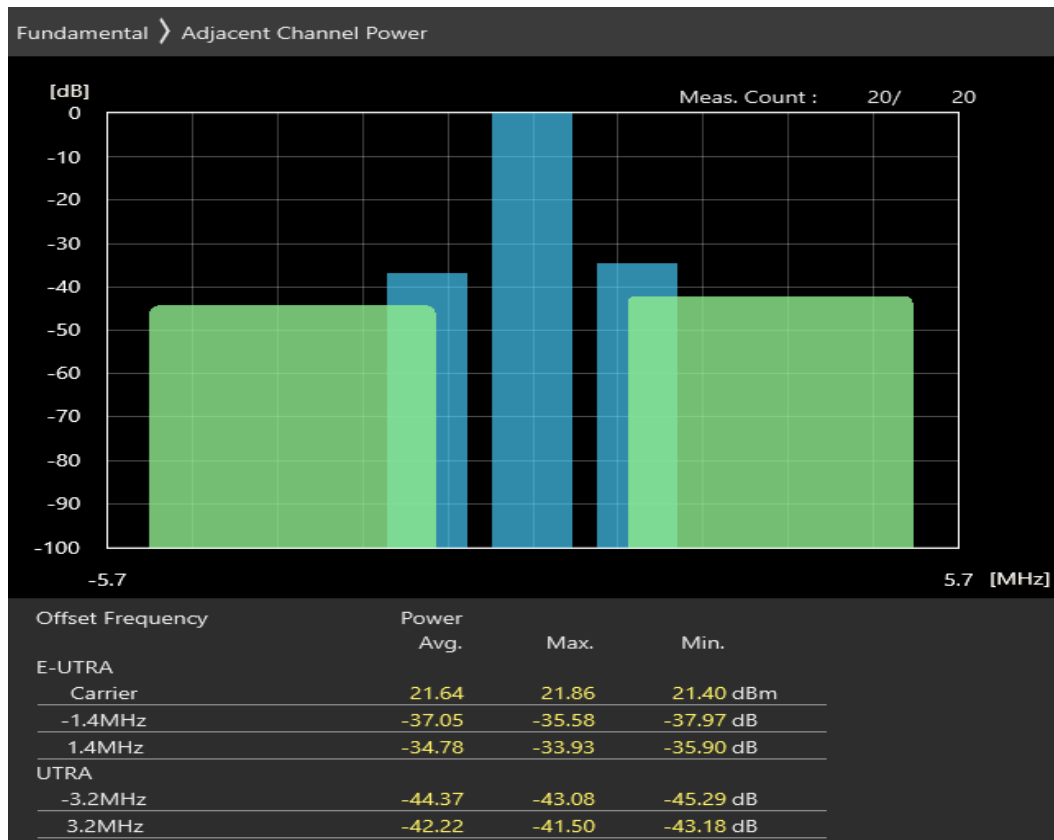 Fundamental 〉 Adjacent Channel Power
[dB]
Meas. Count : 20/ 20
0
-10
-20
-30
-40
-50
-60
-70
-80
-90
-100
-5.7 5.7 [MHz]
Offset Frequency Power
Avg. Max. Min.
E-UTRA
Carrier 21.64 21.86 21.40 dBm
-1.4MHz -37.05 -35.58 -37.97 dB
1.4MHz -34.78 -33.93 -35.90 dB
UTRA
-3.2MHz -44.37 -43.08 -45.29 dB
3.2MHz -42.22 -41.50 -43.18 dB